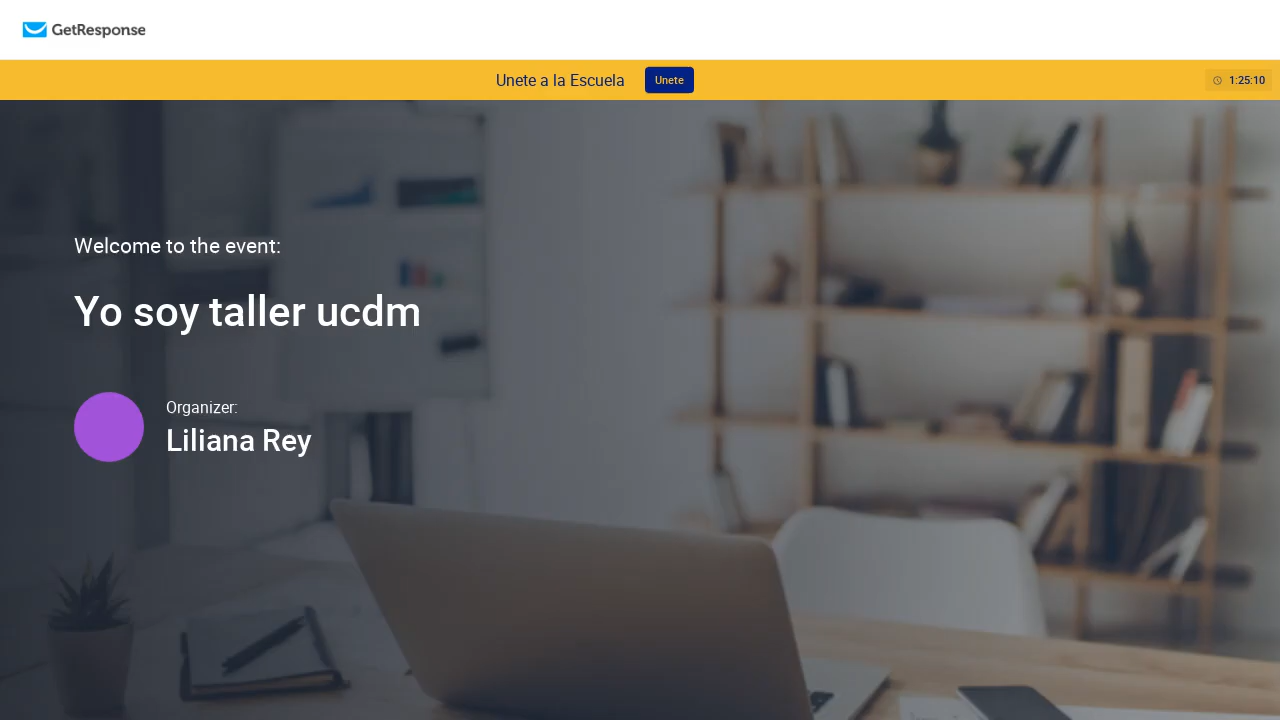 GetResponse
Unete a la Escuela
Unete
1:25:10
Welcome to the event:
Yo soy taller ucdm
Organizer:
Liliana Rey